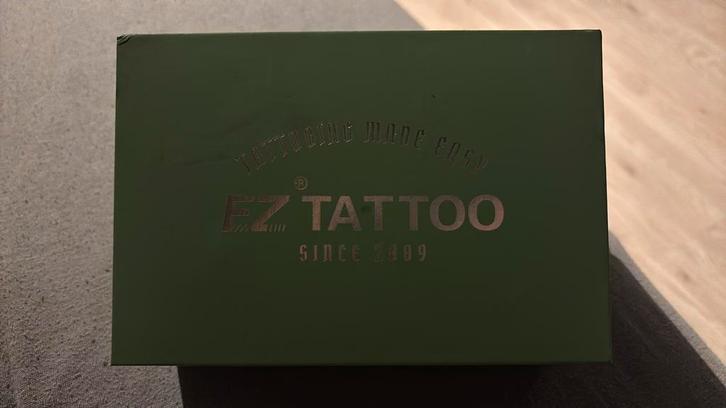 TATTOOING MADE EASY
EZ® TATTOO
SINCE 2009